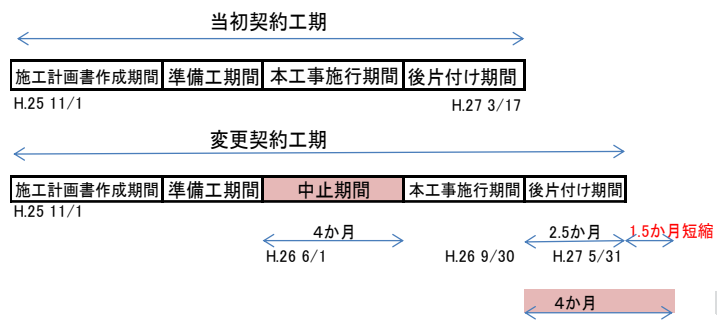 当初契約工期
施工計画書作成期間 準備工期間 本工事施行期間 後片付け期間
H.25 11/1 H.27 3/17
変更契約工期
施工計画書作成期間 準備工期間 中止期間 本工事施行期間 後片付け期間
H.25 11/1
4か月 2.5か月 1.5か月短縮
H.26 6/1 H.26 9/30 H.27 5/31
4か月